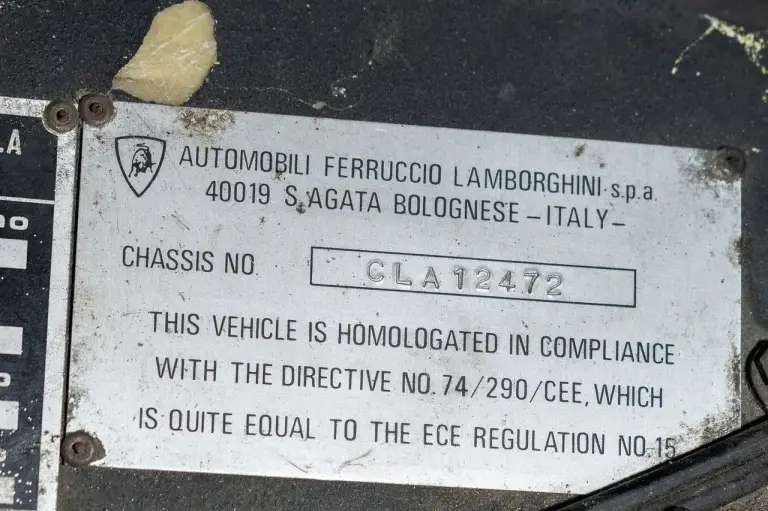 AUTOMOBILI FERRUCCIO LAMBORGHINI s.p.a.
40019 S. AGATA BOLOGNESE - ITALY -
CHASSIS NO CLA12472
THIS VEHICLE IS HOMOLOGATED IN COMPLIANCE
WITH THE DIRECTIVE NO. 74/290/CEE, WHICH
IS QUITE EQUAL TO THE ECE REGULATION NO. 15